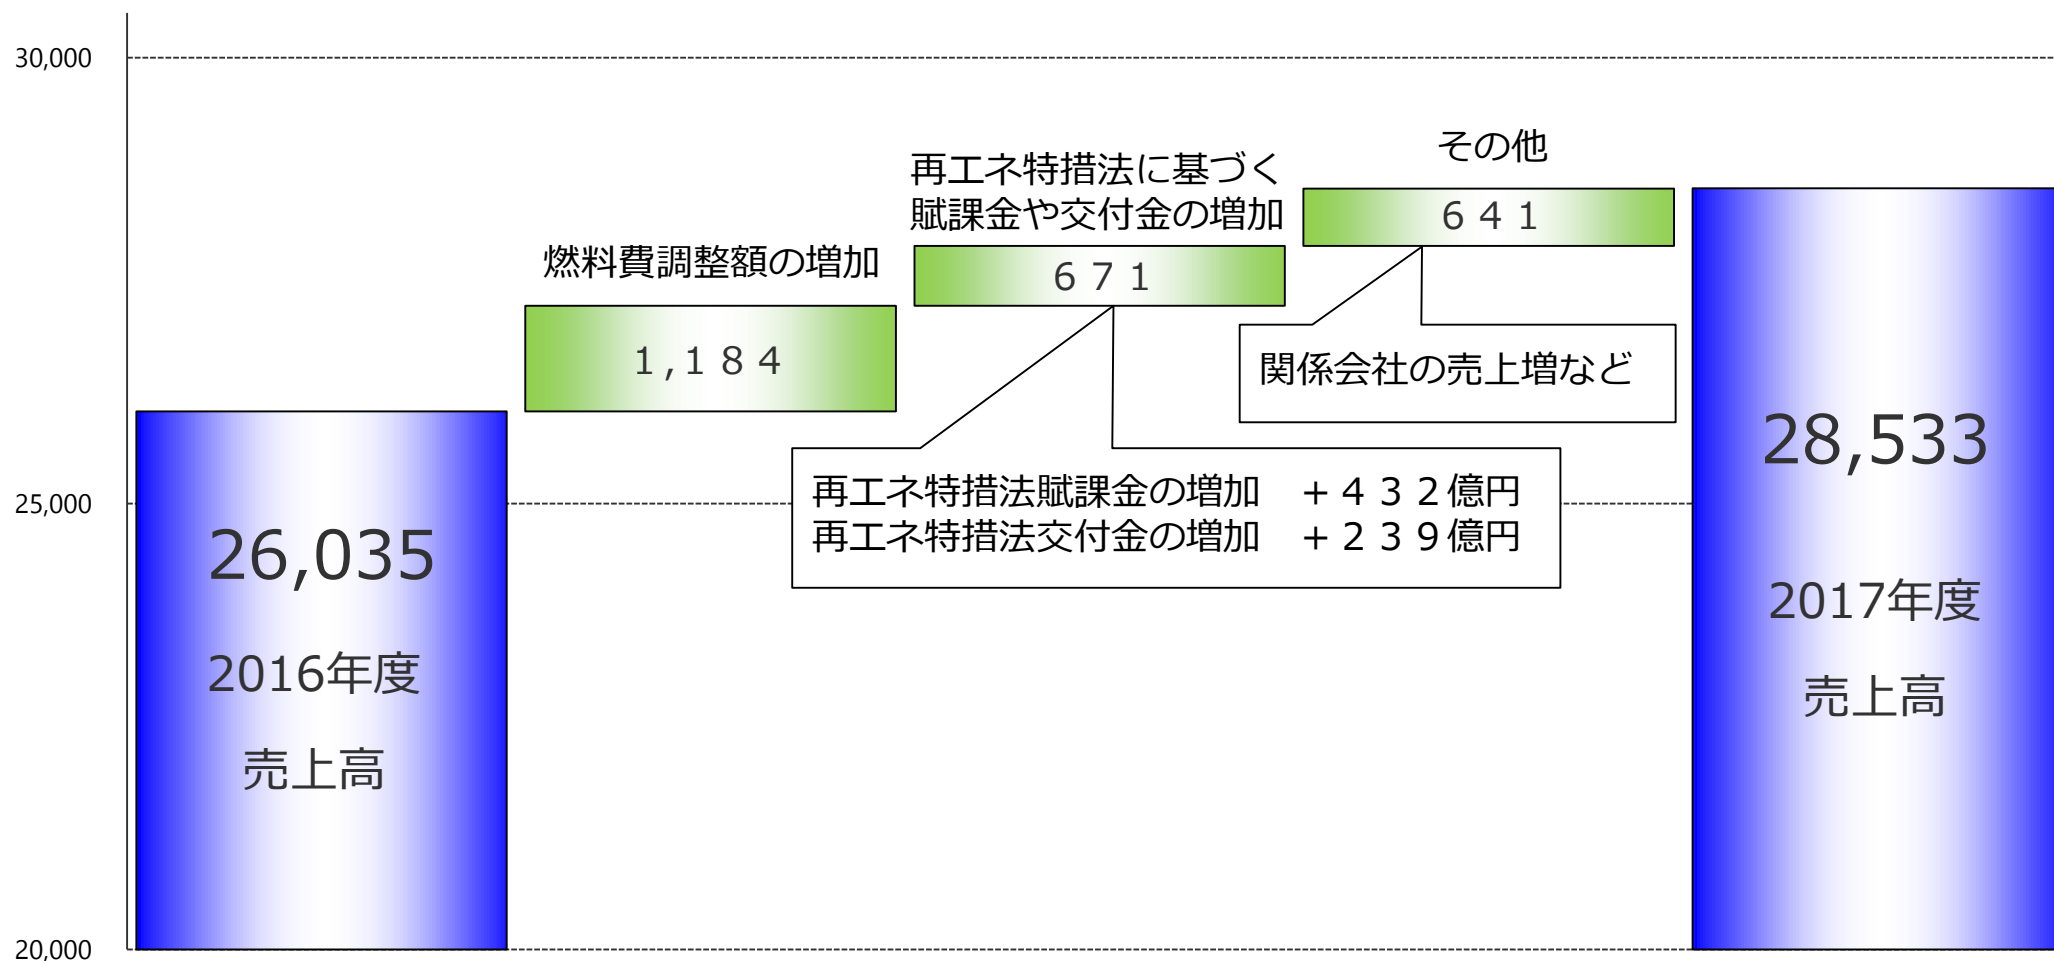 30,000
25,000
20,000
26,035
2016年度
売上高
燃料費調整額の増加
１,１８４
再エネ特措法に基づく
賦課金や交付金の増加
６７１
再エネ特措法賦課金の増加　＋４３２億円
再エネ特措法交付金の増加　＋２３９億円
その他
６４１
関係会社の売上増など
28,533
2017年度
売上高